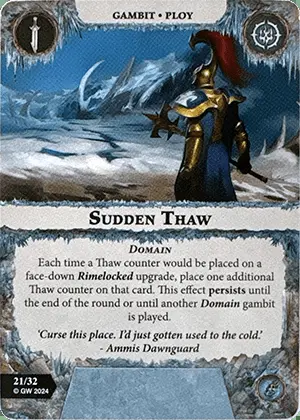 GAMBIT • PLOY
SUDDEN THAW
DOMAIN
Each time a Thaw counter would be placed on a
face-down Rimelocked upgrade, place one additional
Thaw counter on that card. This effect persists until
the end of the round or until another Domain gambit
is played.
'Curse this place. I'd just gotten used to the cold.'
- Ammis Dawnguard
21/32
© GW 2024